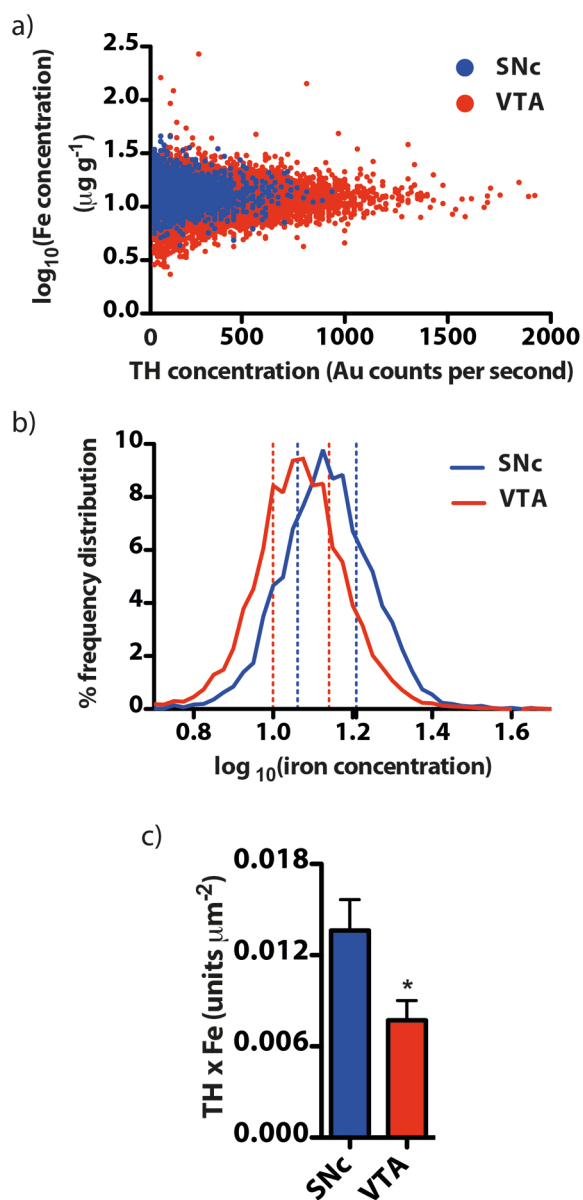 a)
log10(Fe concentration)
(μg g-1)
2.5
2.0
1.5
1.0
0.5
0.0
SNc
VTA
0 500 1000 1500 2000
TH concentration (Au counts per second)
b)
% frequency distribution
10
8
6
4
2
0
SNc
VTA
0.8 1.0 1.2 1.4 1.6
log 10(iron concentration)
c)
TH x Fe (units μm-2)
0.018
0.012
0.006
0.000
*
SNc
VTA